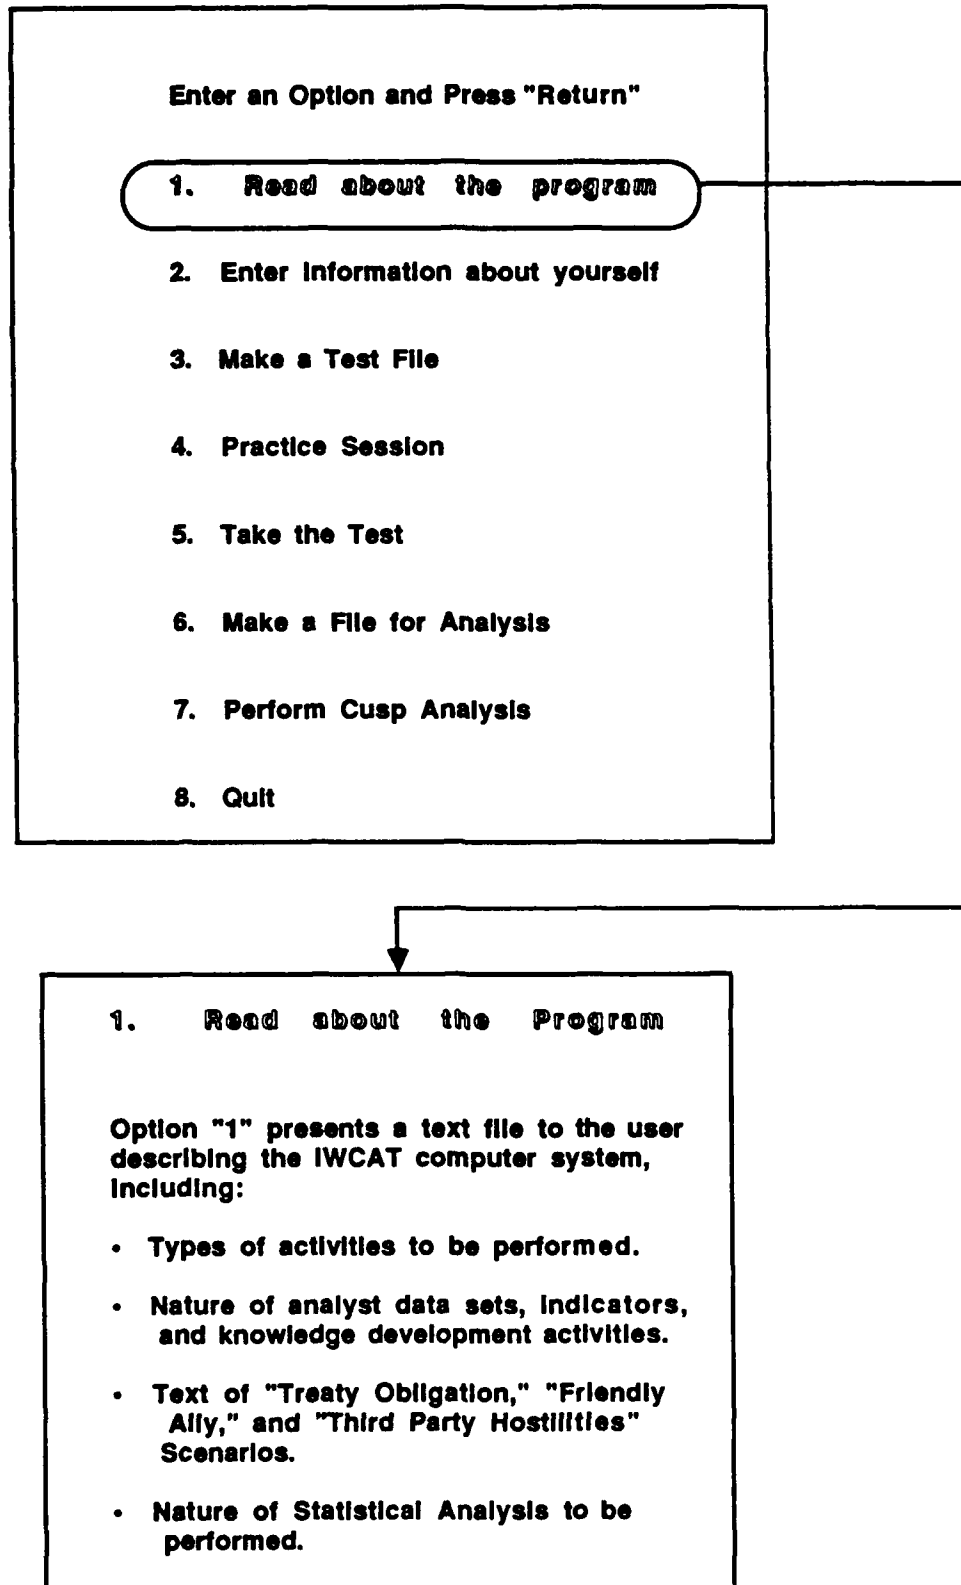 Enter an Option and Press "Return"
1. Read about the program
2. Enter Information about yourself
3. Make a Test File
4. Practice Session
5. Take the Test
6. Make a File for Analysis
7. Perform Cusp Analysis
8. Quit
1. Read about the Program
Option "1" presents a text file to the user
describing the IWCAT computer system,
Including:
• Types of activities to be performed.
• Nature of analyst data sets, Indicators,
and knowledge development activities.
• Text of "Treaty Obligation," "Friendly
Ally," and "Third Party Hostilities"
Scenarios.
• Nature of Statistical Analysis to be
performed.